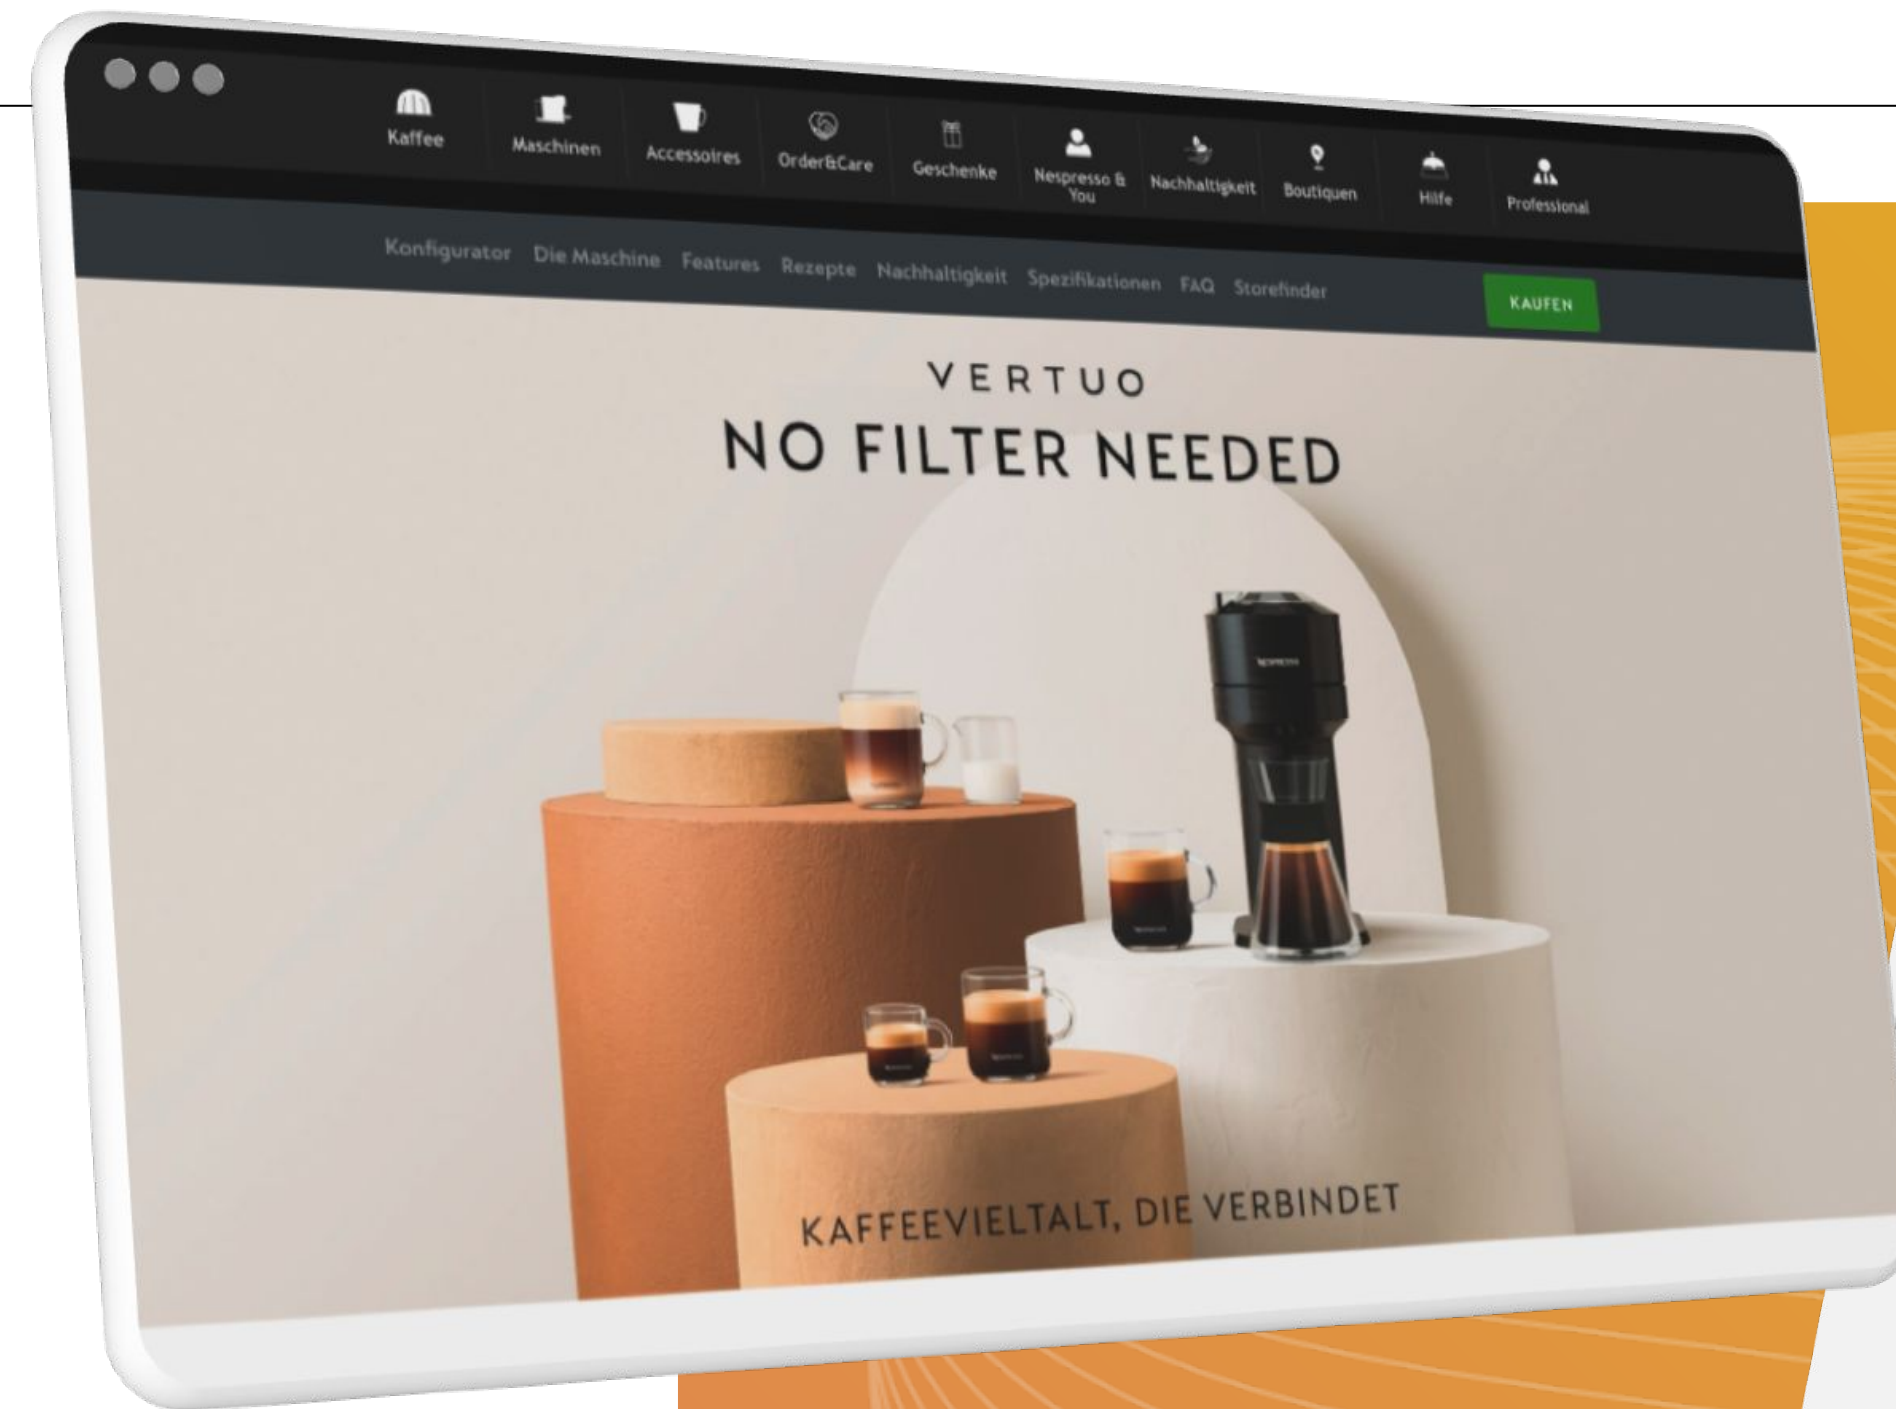 Kaffee
Maschinen
Accessoires
Order&Care
Geschenke
Nespresso &
You
Nachhaltigkeit
Boutiquen
Hilfe
Professional
Konfigurator Die Maschine Features Rezepte Nachhaltigkeit Spezifikationen FAQ Storefinder
KAUFEN
VERTUO
NO FILTER NEEDED
NESPRESSO
KAFFEEVIELTALT, DIE VERBINDET